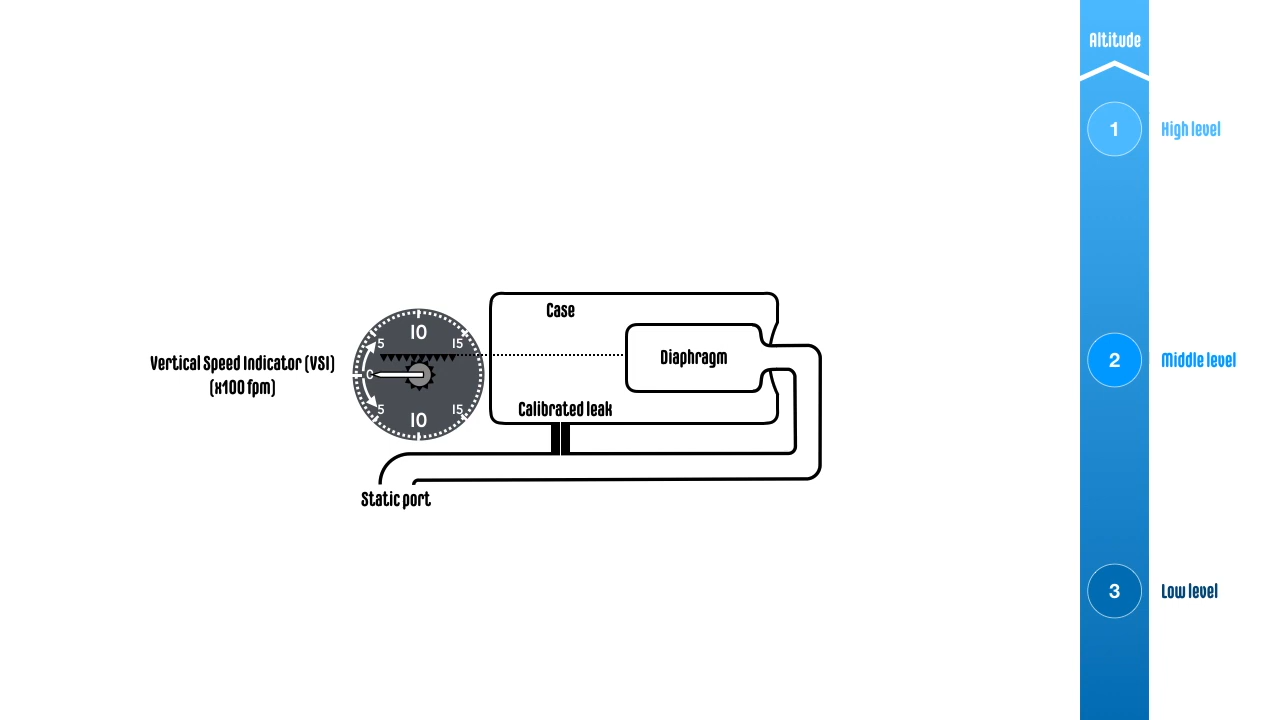 Altitude
1
High level
Case
10
5
15
Diaphragm
Vertical Speed Indicator (VSI)
(x100 fpm)
0
2
Middle level
5
15
10
Calibrated leak
Static port
3
Low level